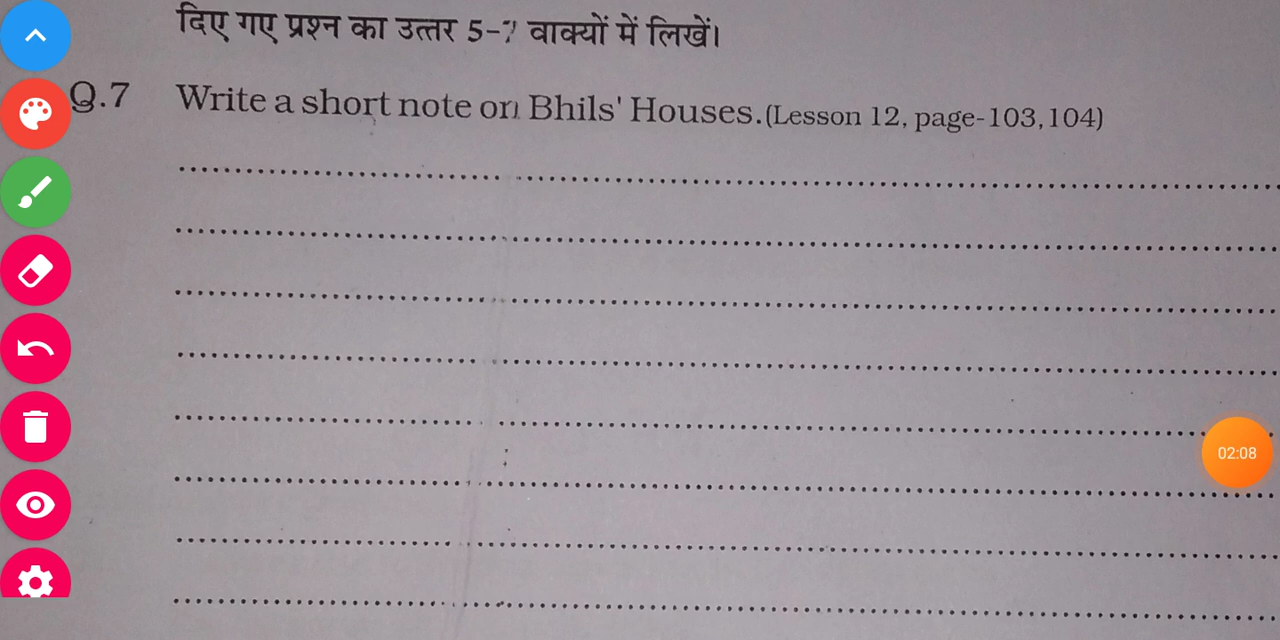 दिए गए प्रश्न का उत्तर 5-7 वाक्यों में लिखें।
Q.7 Write a short note on Bhils' Houses.(Lesson 12, page-103,104)
02:08